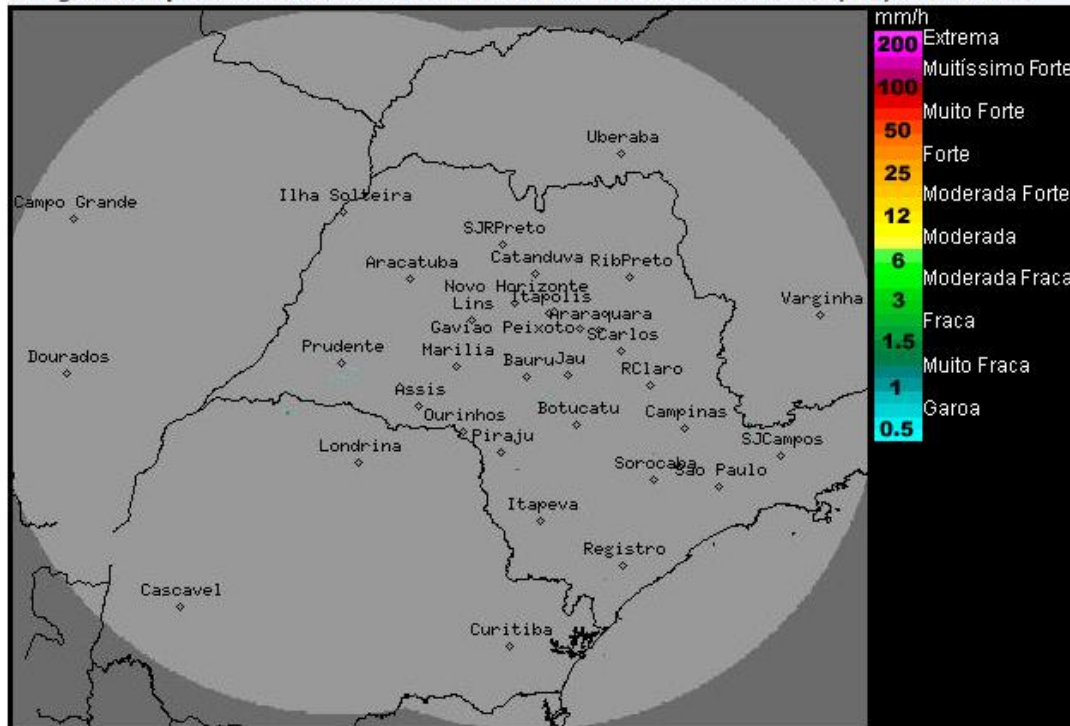 mm/h
200 Extrema
Muitíssimo Forte
100
Muito Forte
50
Forte
25
Moderada Forte
12
Moderada
6
Moderada Fraca
3
Fraca
1.5
Muito Fraca
1
Garoa
0.5
Uberaba
Campo Grande
Ilha Solteira
SJRPreto
Aracatuba
Catanduva
RibPreto
Novo Horizonte
Itapolis
Lins
Araraquara
Varginha
Gaviao Peixoto
SCarlos
Dourados
Prudente
Marilia
Bauru
Jau
RClaro
Assis
Ourinhos
Botucatu
Campinas
Piraju
Londrina
SJCampos
Sorocaba
Sao Paulo
Itapeva
Registro
Cascavel
Curitiba